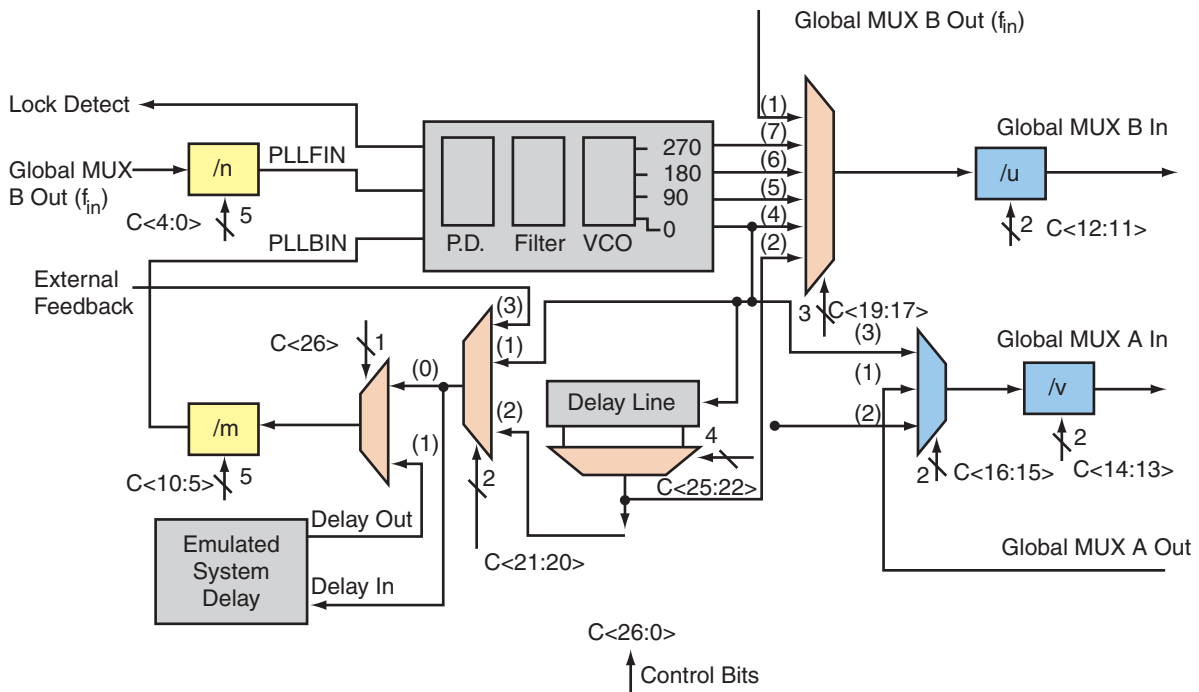 Global MUX B Out (fin)
Lock Detect
Global MUX
B Out (fin)
/n
PLLFIN
C<4:0>
5
PLLBIN
270
180
90
0
P.D.
Filter
VCO
(1)
(7)
(6)
(5)
(4)
(2)
3
C<19:17>
Global MUX B In
/u
2
C<12:11>
External
Feedback
C<26>
1
(0)
(1)
(3)
(1)
(2)
/m
C<10:5>
5
2
C<21:20>
Delay Line
4
C<25:22>
(3)
(1)
(2)
2
C<16:15>
Global MUX A In
/v
2
C<14:13>
Global MUX A Out
Emulated
System
Delay
Delay Out
Delay In
C<26:0>
Control Bits